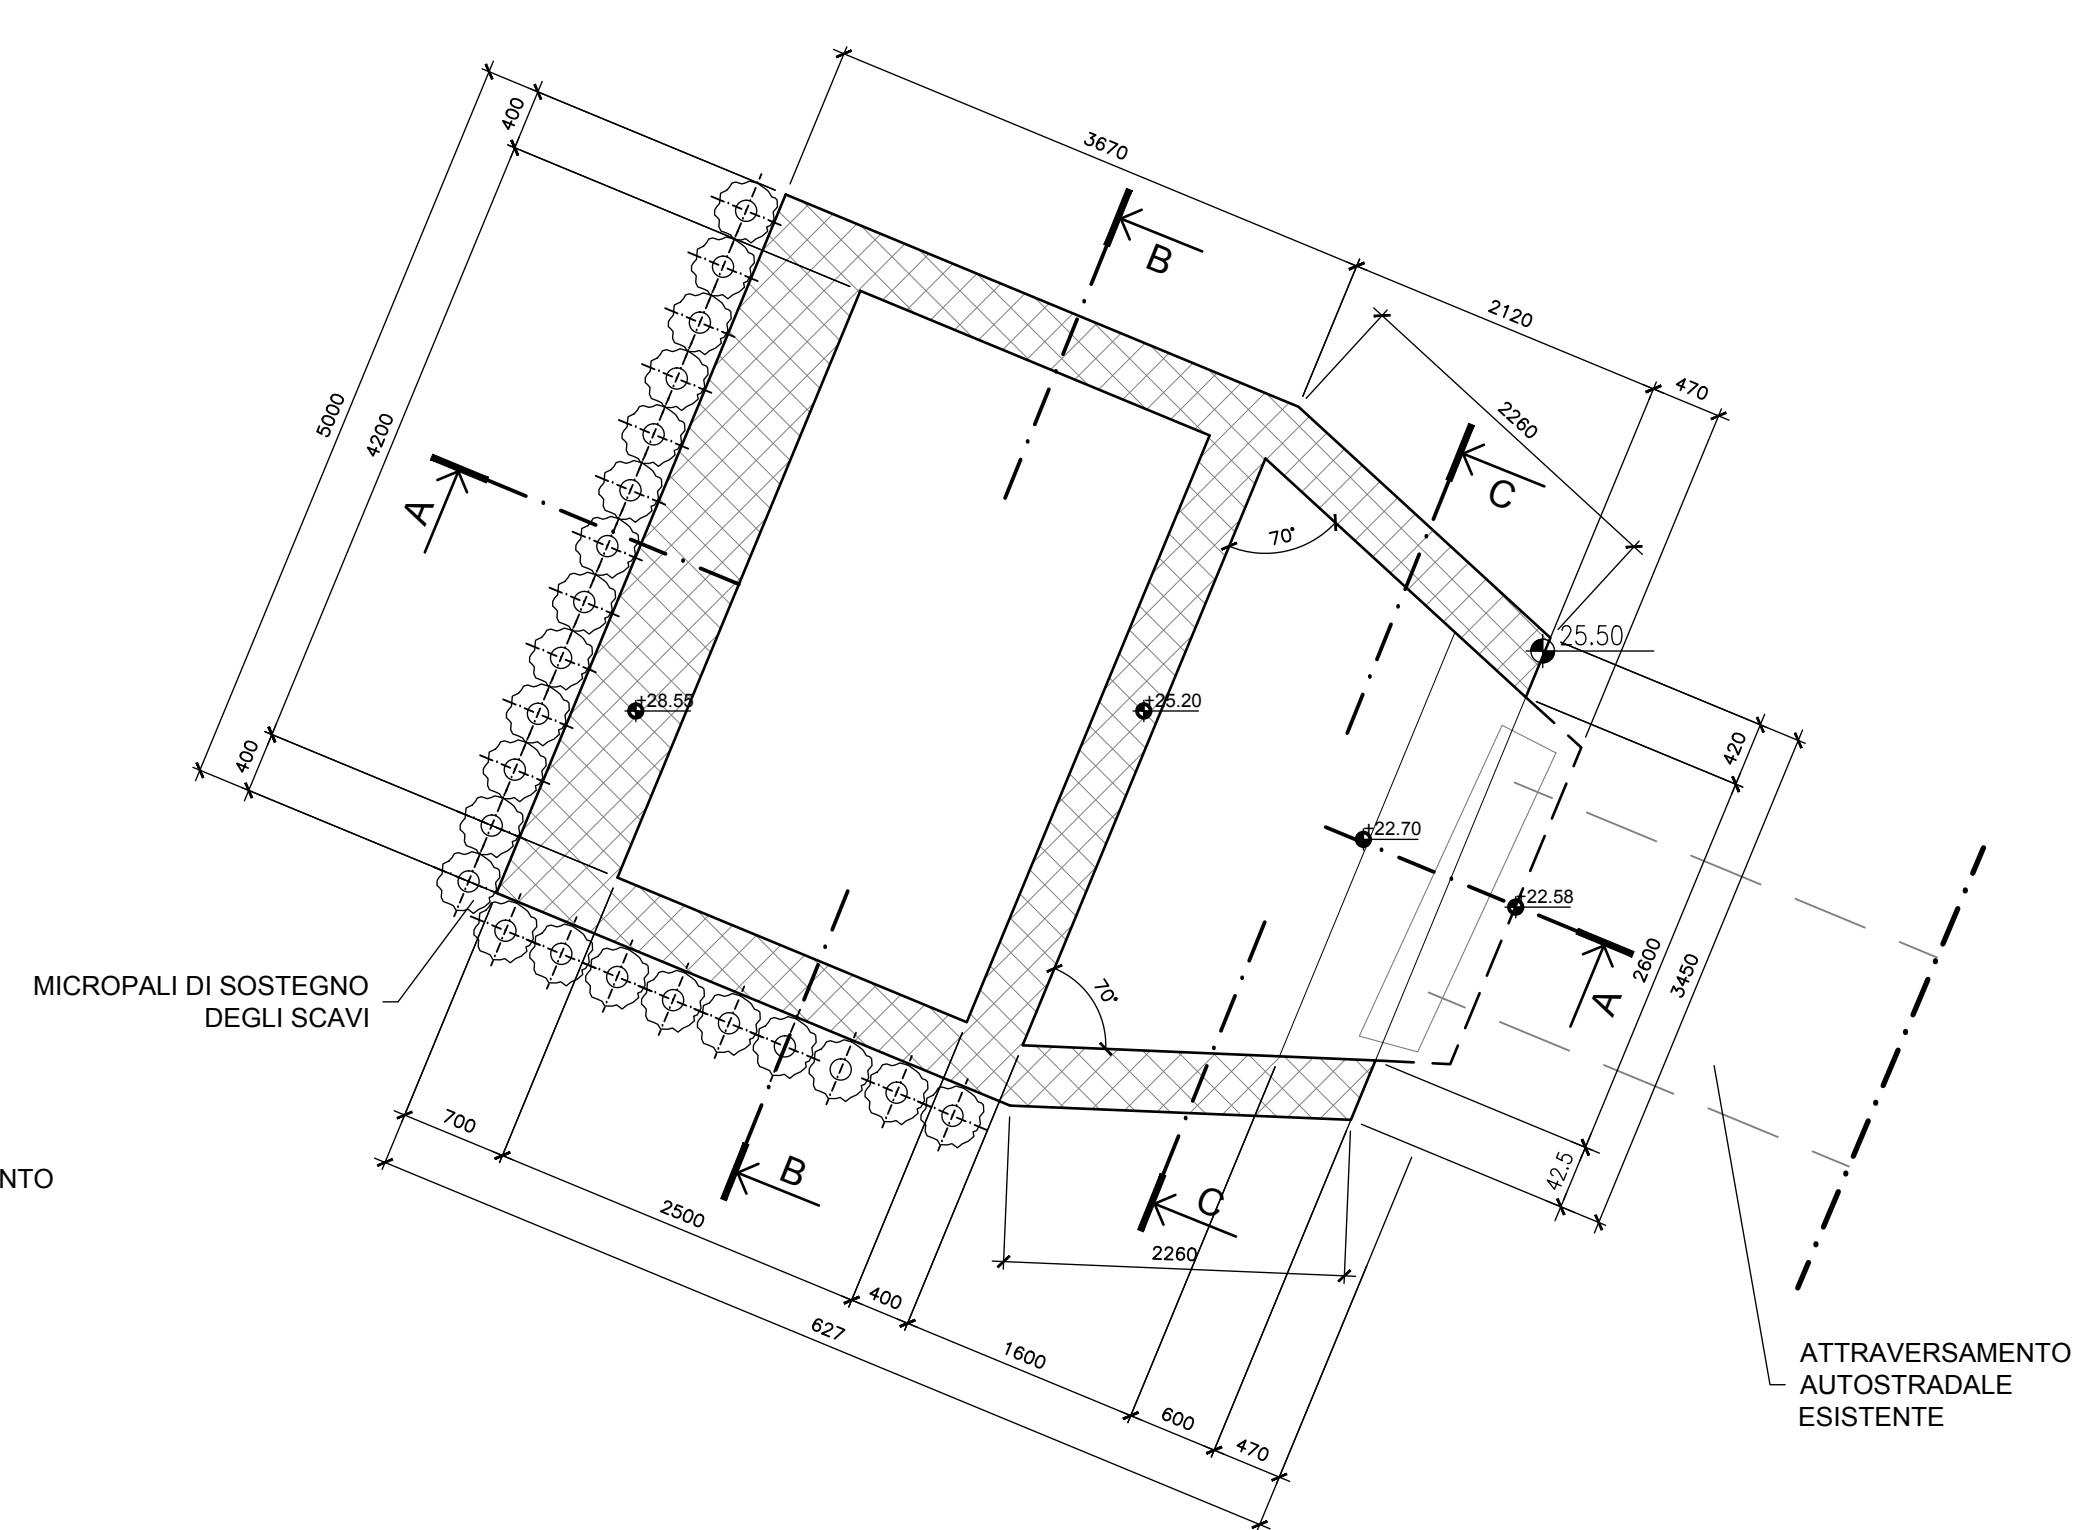 3670
400
B
2120
470
5000
4200
2260
A
C
70°
25.50
+28.55
+25.20
400
420
+22.70
+22.58
2600
3450
A
70°
MICROPALI DI SOSTEGNO
DEGLI SCAVI
700
B
42.5
NTO
2500
C
2260
400
627
1600
ATTRAVERSAMENTO
AUTOSTRADALE
ESISTENTE
600
470